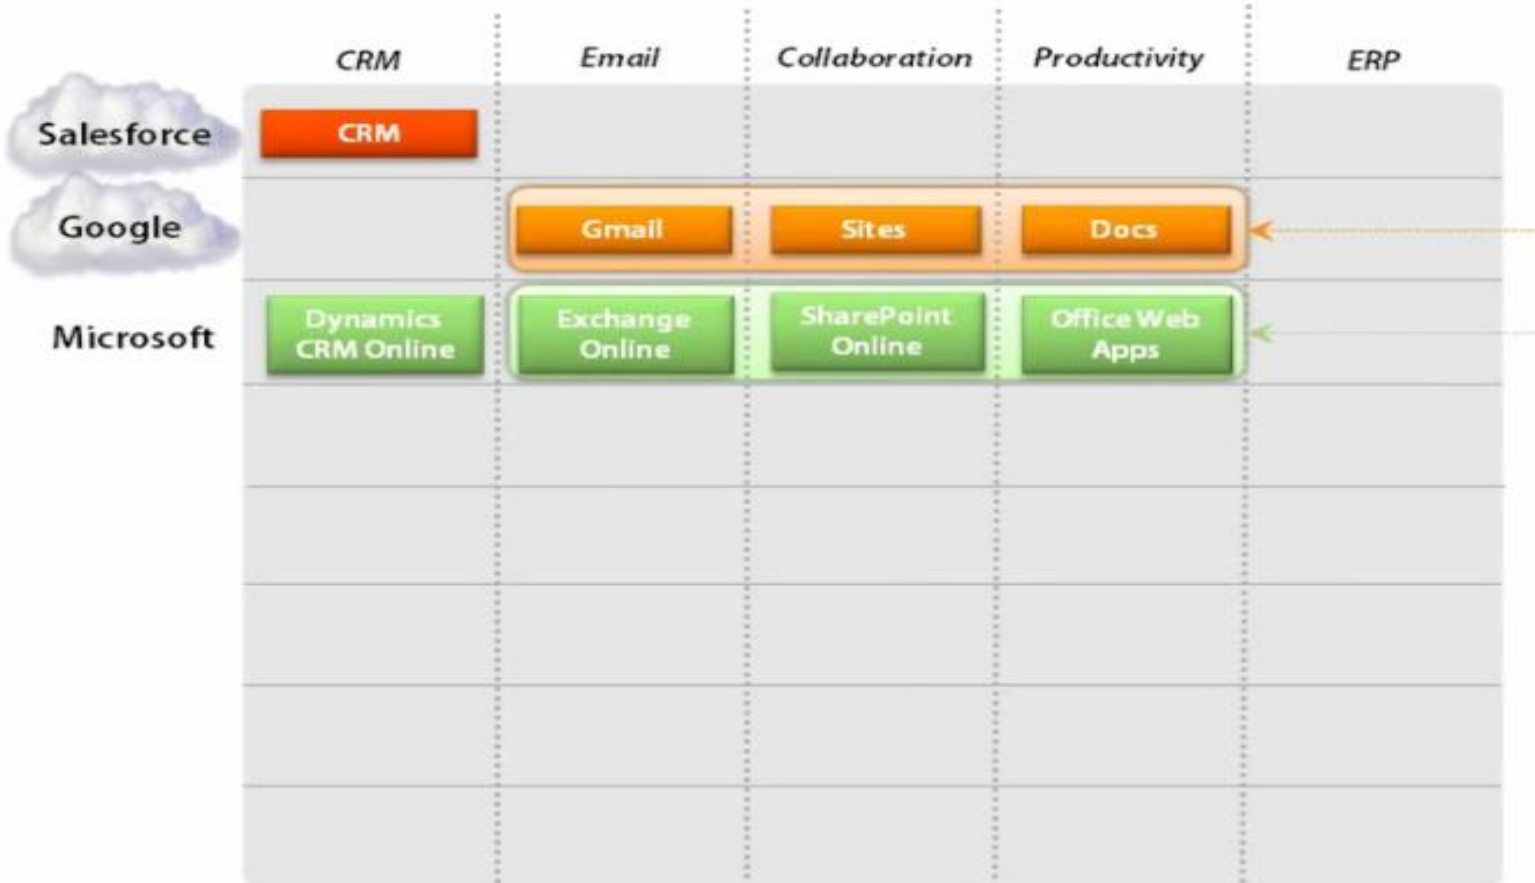 CRM Email Collaboration Productivity ERP
Salesforce CRM
Google Gmail Sites Docs
Microsoft
Dynamics
CRM Online
Exchange
Online
SharePoint
Online
Office Web
Apps